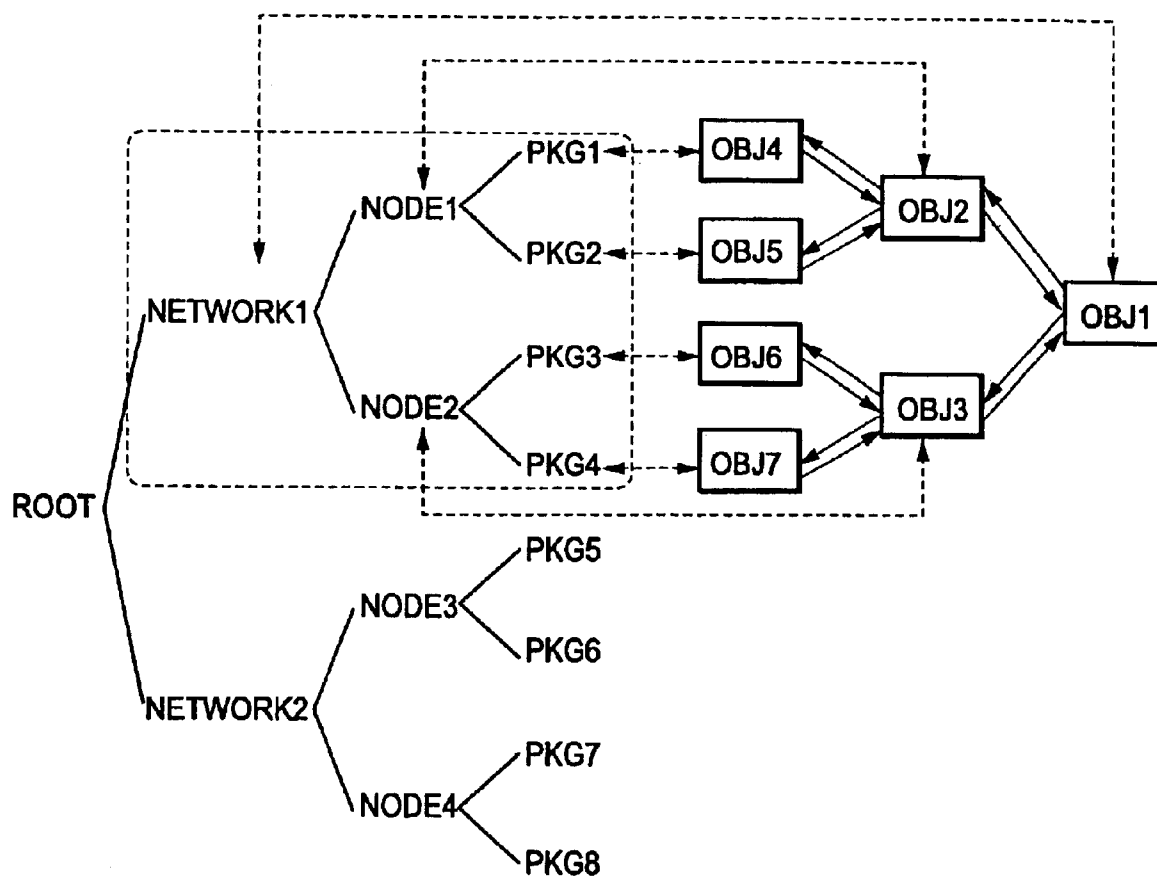 PKG1
OBJ4
NODE1
OBJ2
PKG2
OBJ5
NETWORK1
OBJ1
PKG3
OBJ6
NODE2
OBJ3
PKG4
OBJ7
ROOT
PKG5
NODE3
PKG6
NETWORK2
PKG7
NODE4
PKG8